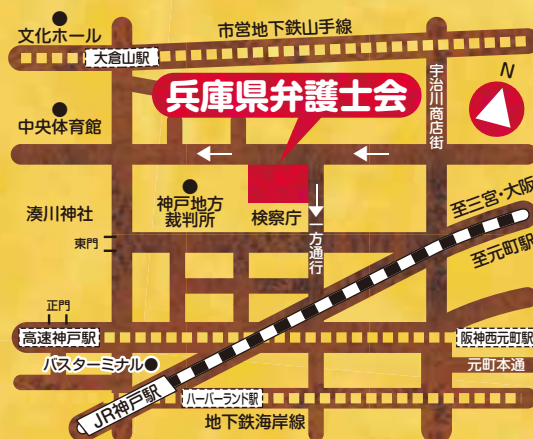 文化ホール
市営地下鉄山手線
大倉山駅
宇治川商店街
N
兵庫県弁護士会
中央体育館
湊川神社
神戸地方
裁判所
検察庁
一方通行
至三宮・大阪
至元町駅
東門
正門
高速神戸駅
阪神西元町駅
バスターミナル
元町本通
JR神戸駅
ハーバーランド駅
地下鉄海岸線